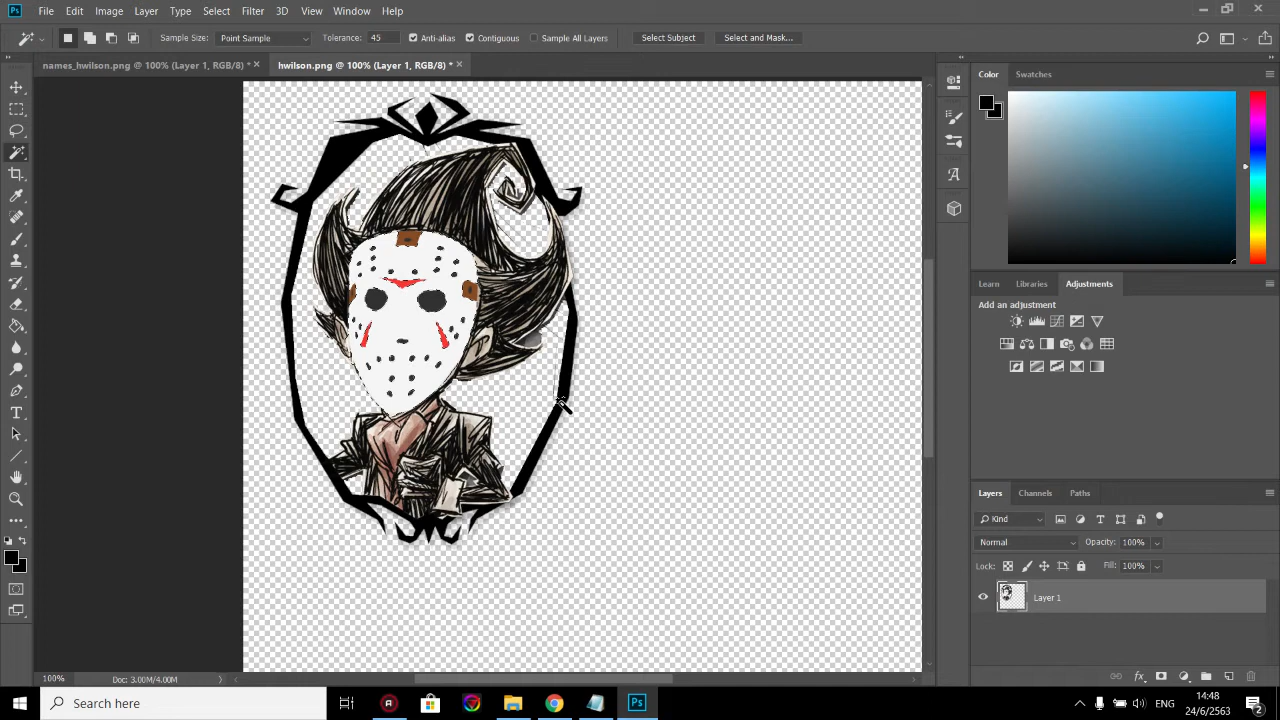 Ps File Edit Image Layer Type Select Filter 3D View Window Help
Sample Size: Point Sample Tolerance: 45 Anti-alias Contiguous Sample All Layers Select Subject Select and Mask...
names_hwilson.png @ 100% (Layer 1, RGB/8) * × hwilson.png @ 100% (Layer 1, RGB/8) * ×
Color Swatches
Learn Libraries Adjustments
Add an adjustment
Layers Channels Paths
Kind
Normal Opacity: 100%
Lock: Fill: 100%
Layer 1
100% Doc: 3.00M/4.00M
Search here
Ps
ENG
14:48
24/6/2563
2